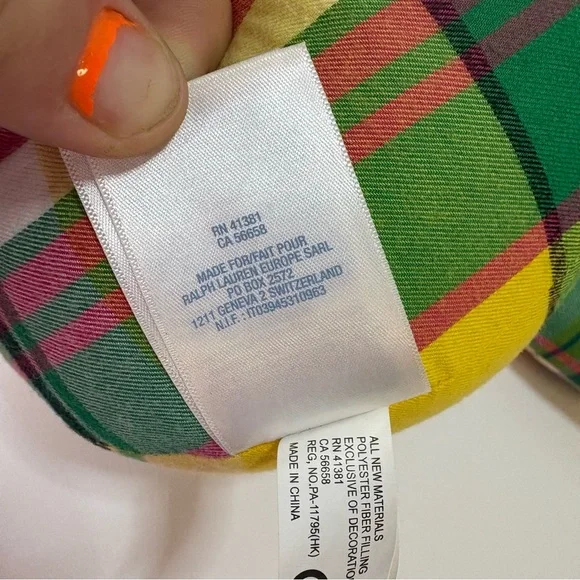 RN 41381
CA 56658
MADE FOR/FAIT POUR
RALPH LAUREN EUROPE SARL
PO BOX 2572
1211 GENEVA 2 SWITZERLAND
N.I.F. : IT03945310963
ALL NEW MATERIALS
POLYESTER FIBER FILLING
EXCLUSIVE OF DECORATIO
RN 41381
CA 56658
REG, NO,PA-11795(HK)
MADE IN CHINA